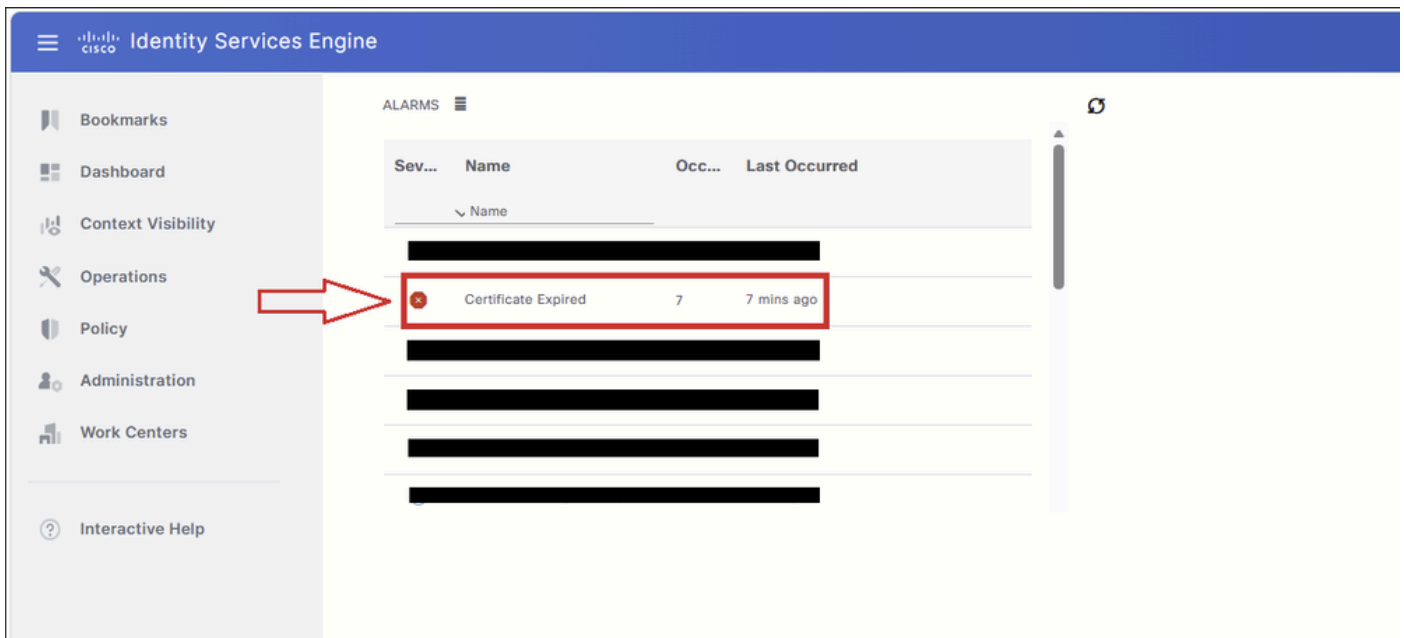 cisco Identity Services Engine
Bookmarks
Dashboard
Context Visibility
Operations
Policy
Administration
Work Centers
Interactive Help
ALARMS
Sev... Name Occ... Last Occurred
Name
Certificate Expired 7 7 mins ago